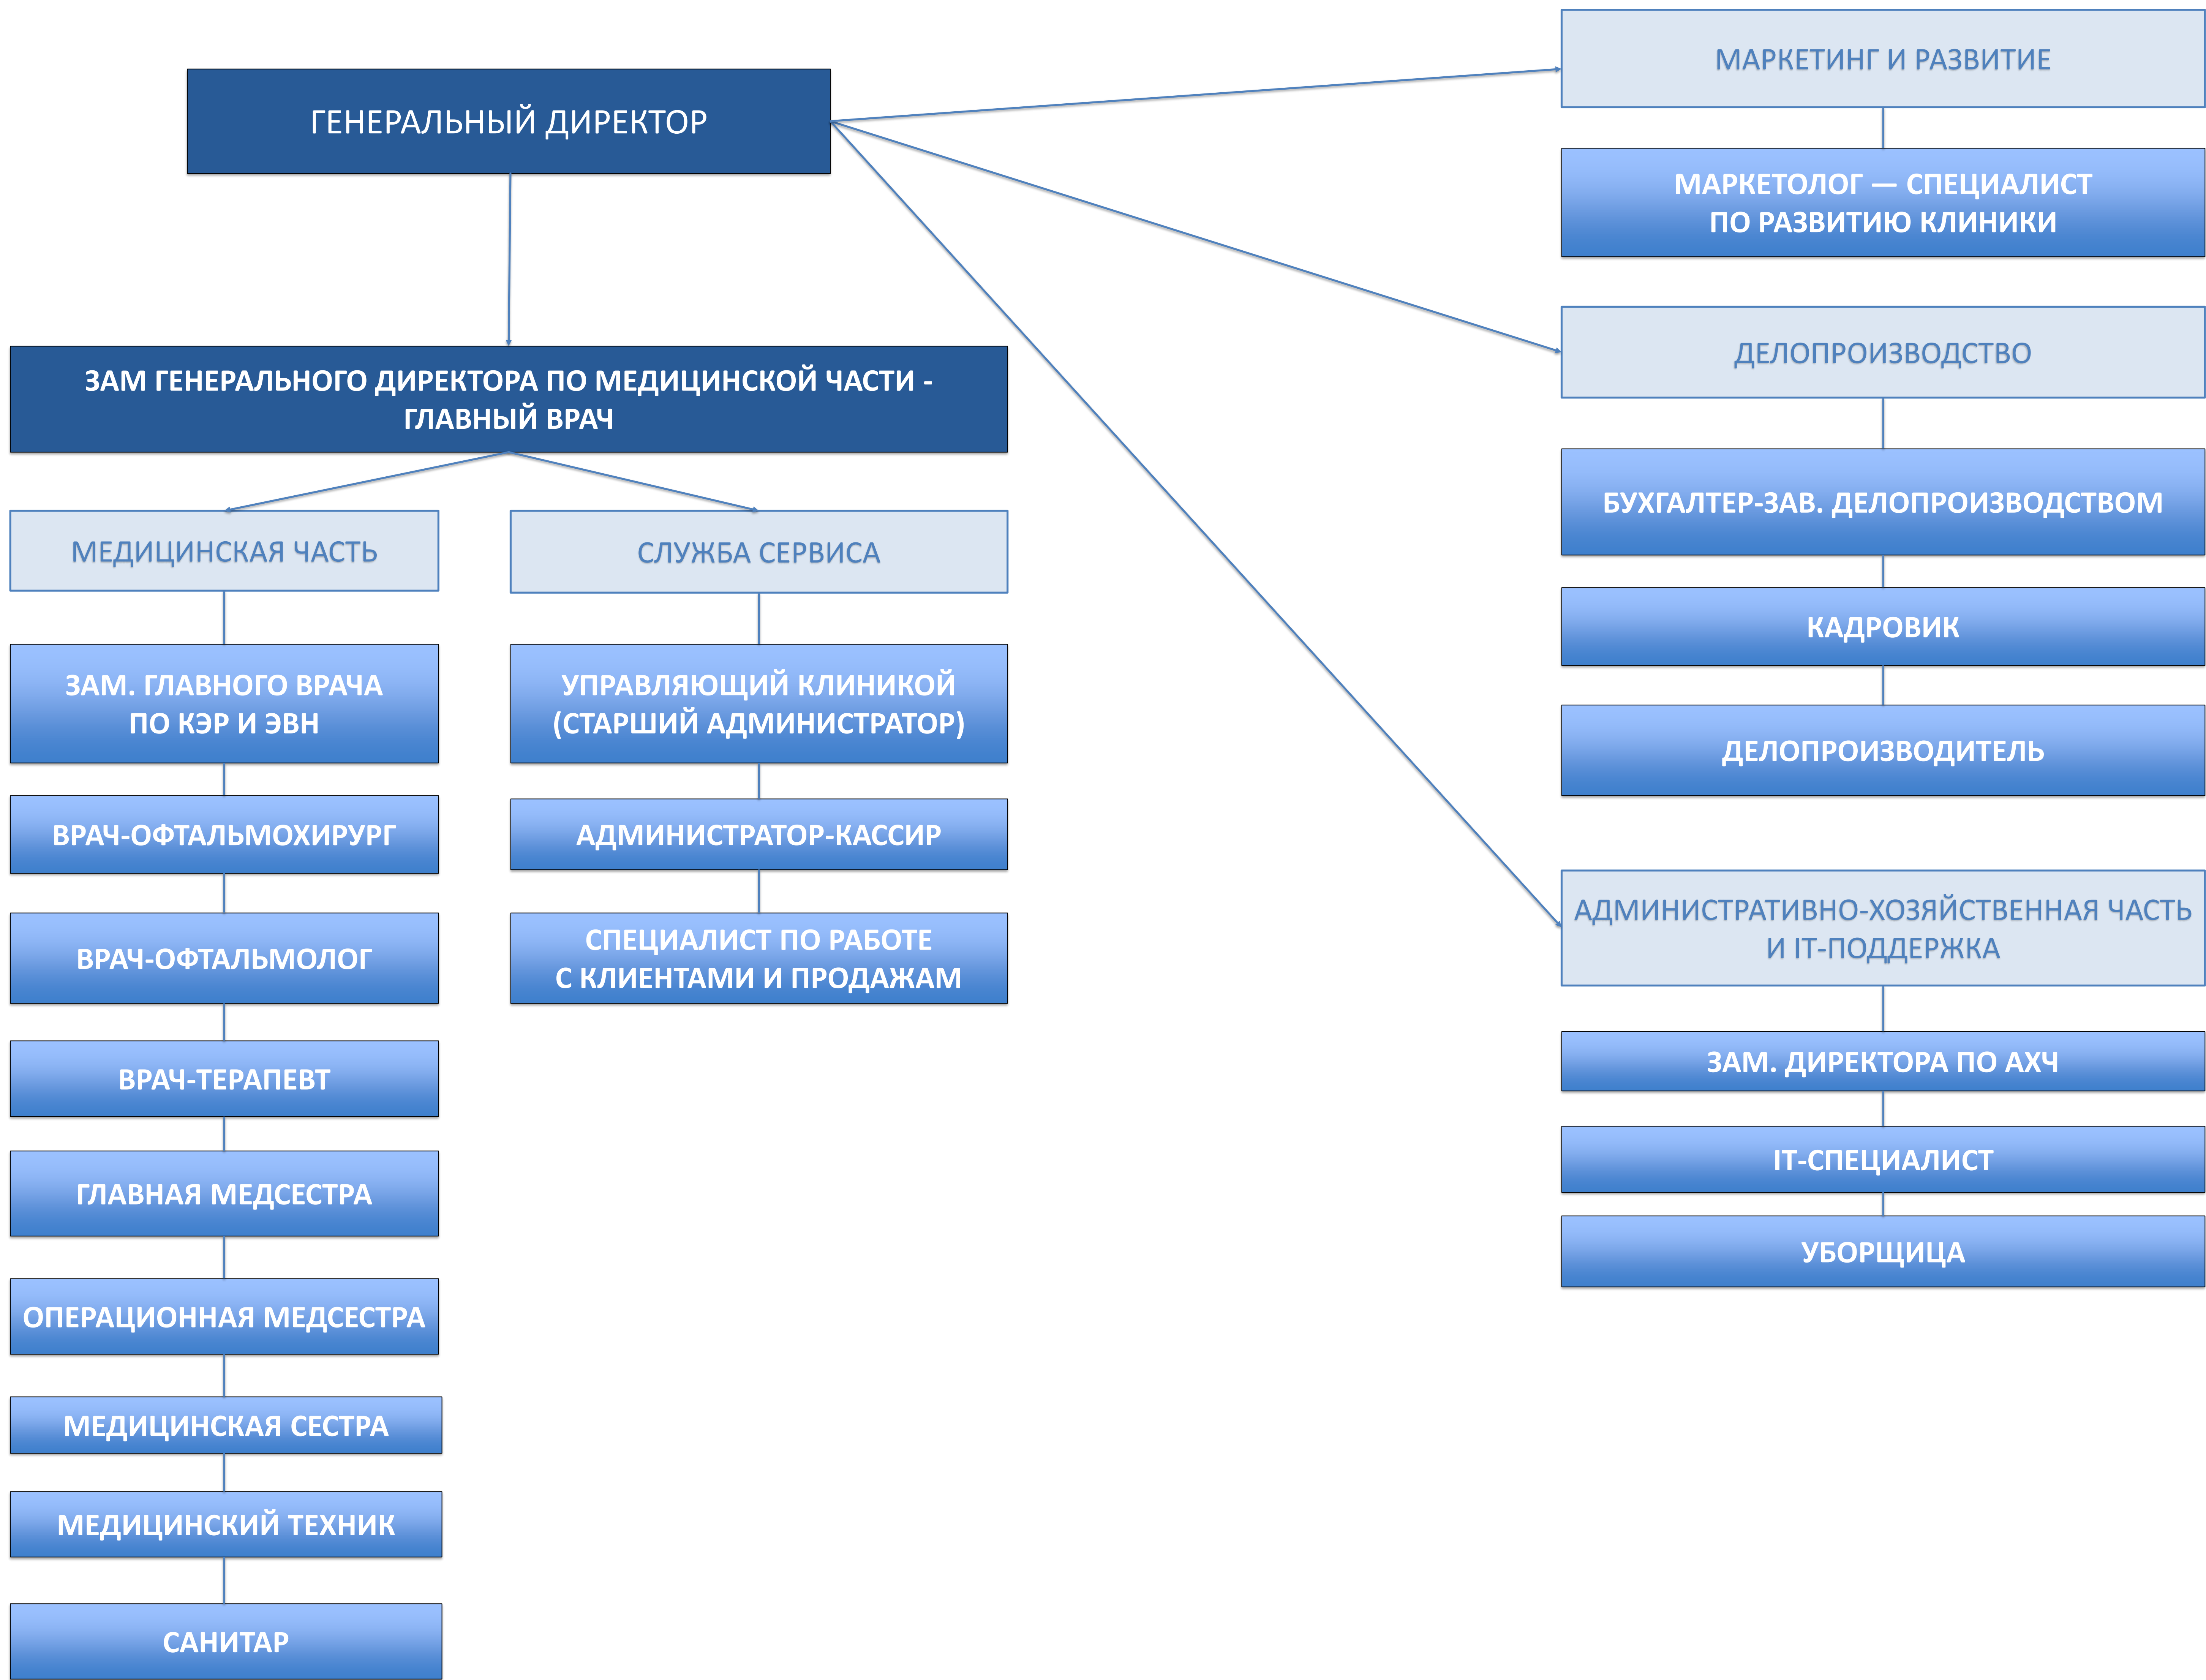 ГЕНЕРАЛЬНЫЙ ДИРЕКТОР
ЗАМ ГЕНЕРАЛЬНОГО ДИРЕКТОРА ПО МЕДИЦИНСКОЙ ЧАСТИ -
ГЛАВНЫЙ ВРАЧ
МЕДИЦИНСКАЯ ЧАСТЬ
ЗАМ. ГЛАВНОГО ВРАЧА
ПО КЭР И ЭВН
ВРАЧ-ОФТАЛЬМОХИРУРГ
ВРАЧ-ОФТАЛЬМОЛОГ
ВРАЧ-ТЕРАПЕВТ
ГЛАВНАЯ МЕДСЕСТРА
ОПЕРАЦИОННАЯ МЕДСЕСТРА
МЕДИЦИНСКАЯ СЕСТРА
МЕДИЦИНСКИЙ ТЕХНИК
САНИТАР
СЛУЖБА СЕРВИСА
УПРАВЛЯЮЩИЙ КЛИНИКОЙ
(СТАРШИЙ АДМИНИСТРАТОР)
АДМИНИСТРАТОР-КАССИР
СПЕЦИАЛИСТ ПО РАБОТЕ
С КЛИЕНТАМИ И ПРОДАЖАМ
МАРКЕТИНГ И РАЗВИТИЕ
МАРКЕТОЛОГ — СПЕЦИАЛИСТ
ПО РАЗВИТИЮ КЛИНИКИ
ДЕЛОПРОИЗВОДСТВО
БУХГАЛТЕР-ЗАВ. ДЕЛОПРОИЗВОДСТВОМ
КАДРОВИК
ДЕЛОПРОИЗВОДИТЕЛЬ
АДМИНИСТРАТИВНО-ХОЗЯЙСТВЕННАЯ ЧАСТЬ
И IT-ПОДДЕРЖКА
ЗАМ. ДИРЕКТОРА ПО АХЧ
IT-СПЕЦИАЛИСТ
УБОРЩИЦА